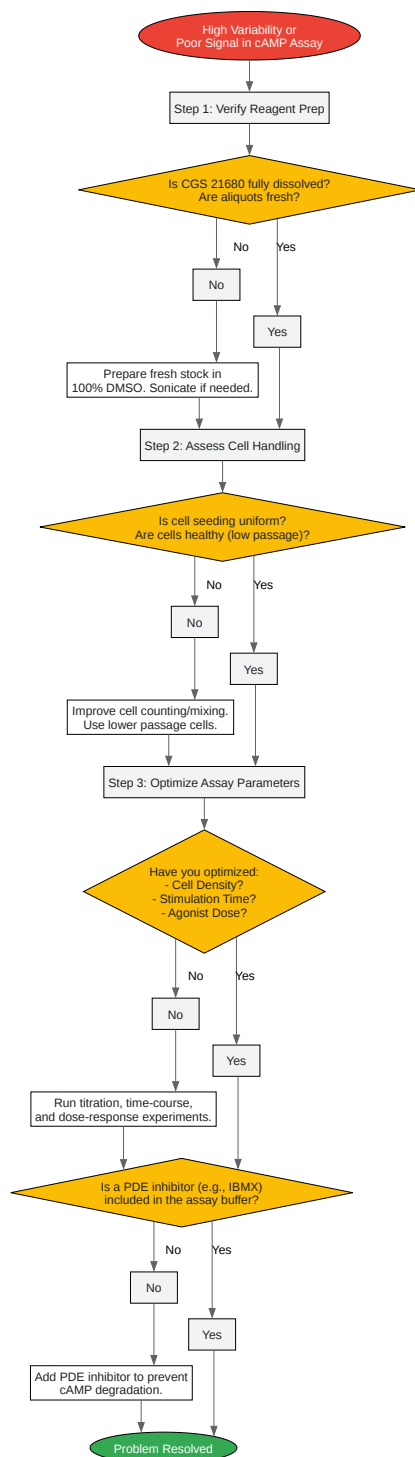 High Variability or
Poor Signal in cAMP Assay
Step 1: Verify Reagent Prep
Is CGS 21680 fully dissolved?
Are aliquots fresh?
No
Yes
No
Yes
Prepare fresh stock in
100% DMSO. Sonicate if needed.
Step 2: Assess Cell Handling
Is cell seeding uniform?
Are cells healthy (low passage)?
No
Yes
No
Yes
Improve cell counting/mixing.
Use lower passage cells.
Step 3: Optimize Assay Parameters
Have you optimized:
- Cell Density?
- Stimulation Time?
- Agonist Dose?
No
Yes
No
Yes
Run titration, time-course,
and dose-response experiments.
Is a PDE inhibitor (e.g., IBMX)
included in the assay buffer?
No
Yes
No
Yes
Add PDE inhibitor to prevent
cAMP degradation.
Problem Resolved